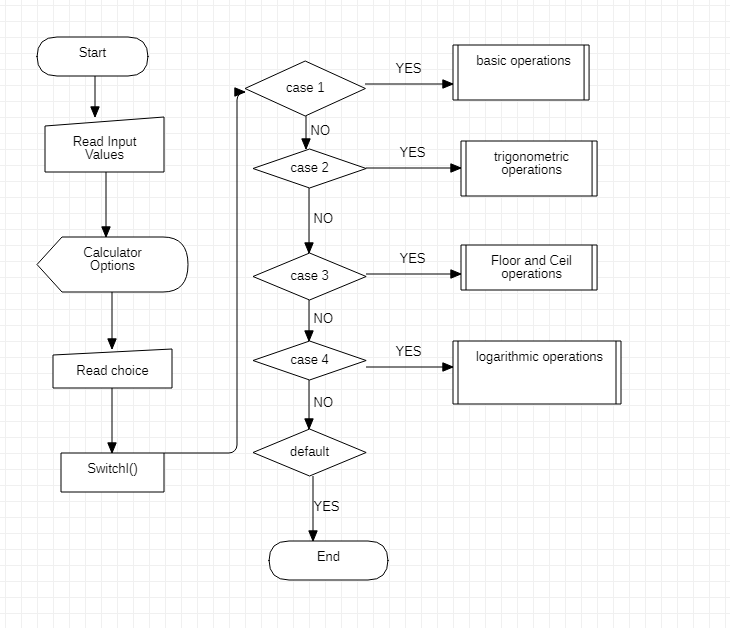 Start
Read Input
Values
Calculator
Options
Read choice
Switchl()
case 1
YES
basic operations
NO
case 2
YES
trigonometric
operations
NO
case 3
YES
Floor and Ceil
operations
NO
case 4
YES
logarithmic operations
NO
default
YES
End